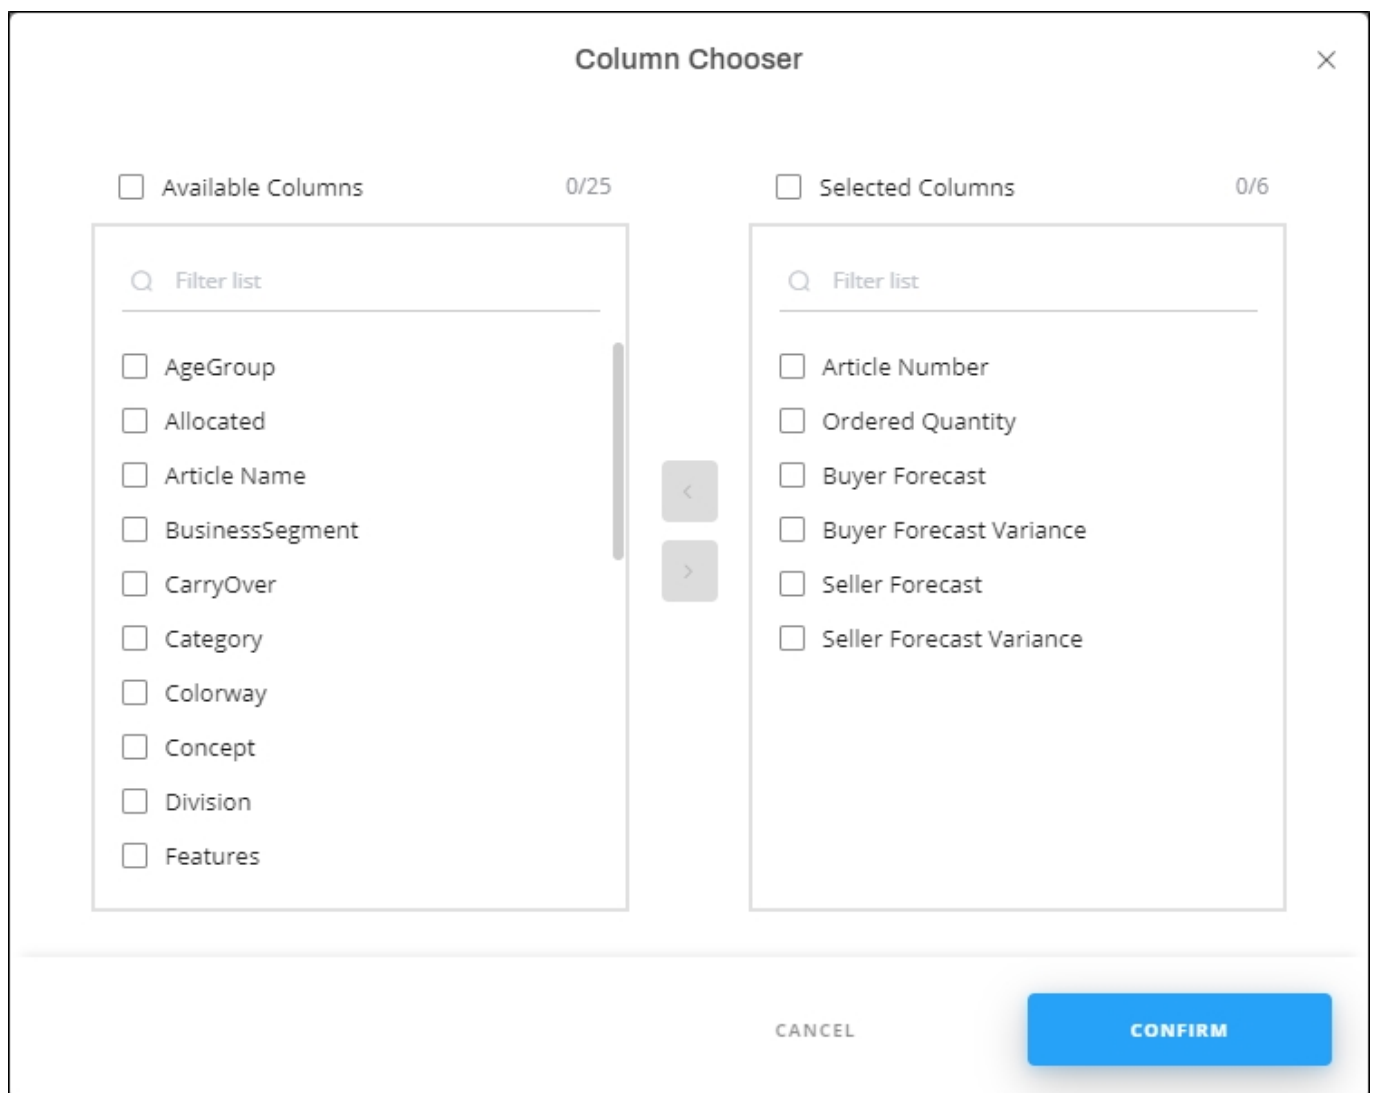 Column Chooser
Available Columns 0/25
Filter list
AgeGroup
Allocated
Article Name
BusinessSegment
CarryOver
Category
Colorway
Concept
Division
Features
Selected Columns 0/6
Filter list
Article Number
Ordered Quantity
Buyer Forecast
Buyer Forecast Variance
Seller Forecast
Seller Forecast Variance
CANCEL
CONFIRM